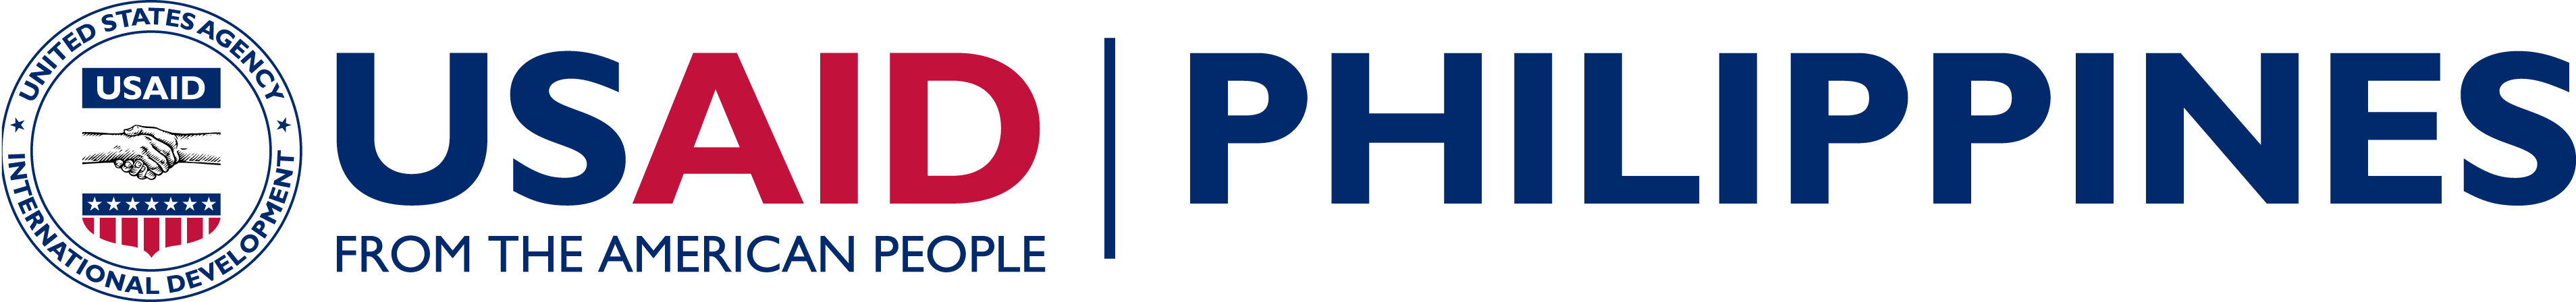 UNITED STATES AGENCY
USAID
INTERNATIONAL DEVELOPMENT
USAID
FROM THE AMERICAN PEOPLE
PHILIPPINES